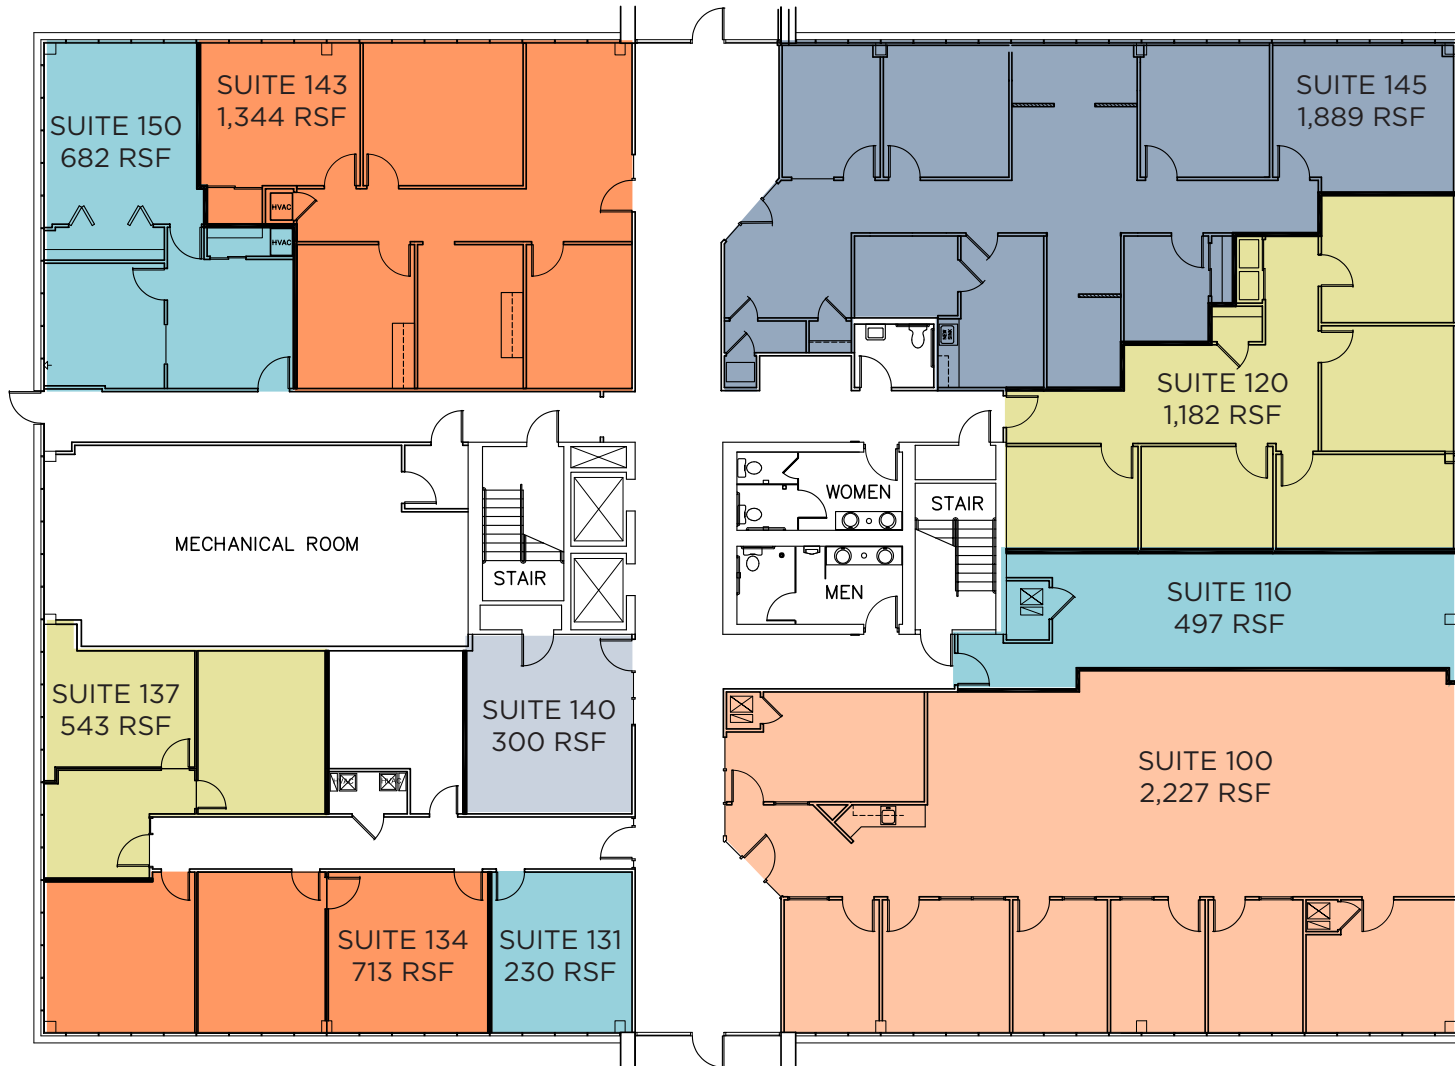 SUITE 143
1,344 RSF
SUITE 145
1,889 RSF
SUITE 150
682 RSF
HVAC
HVAC
SUITE 120
1,182 RSF
WOMEN
STAIR
MECHANICAL ROOM
STAIR
MEN
SUITE 110
497 RSF
SUITE 137
543 RSF
SUITE 140
300 RSF
SUITE 100
2,227 RSF
SUITE 134
713 RSF
SUITE 131
230 RSF